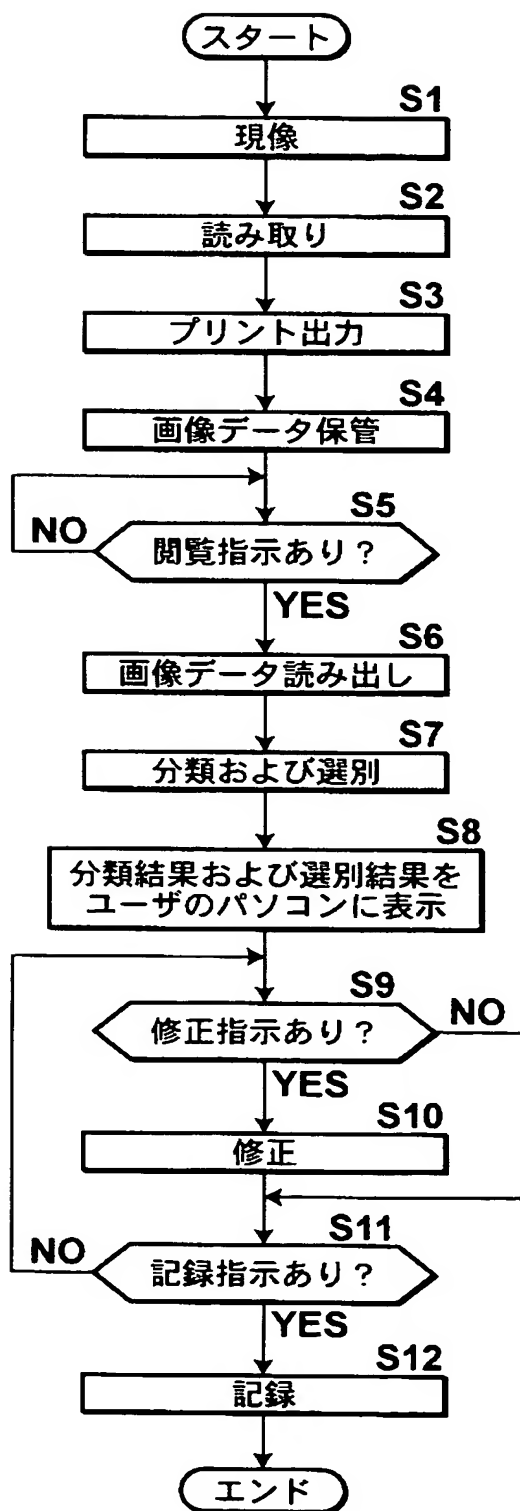 スタート
S1
現像
S2
読み取り
S3
プリント出力
S4
画像データ保管
S5
閲覧指示あり？
NO
YES
S6
画像データ読み出し
S7
分類および選別
S8
分類結果および選別結果を
ユーザのパソコンに表示
S9
修正指示あり？
NO
YES
S10
修正
S11
記録指示あり？
NO
YES
S12
記録
エンド